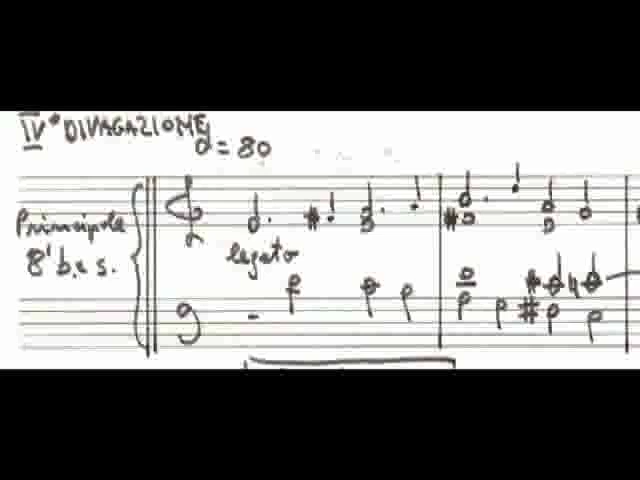 IV° DIVAGAZIONE
= 80
Principale
8' b. e s.
legato